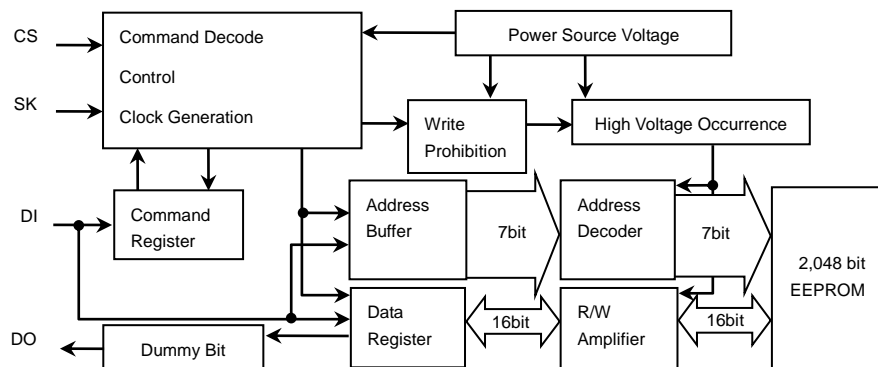 CS
Command Decode
Control
Clock Generation
Power Source Voltage
SK
Write
Prohibition
High Voltage Occurrence
DI
Command
Register
Address
Buffer
7bit
Address
Decoder
7bit
2,048 bit
EEPROM
DO
Dummy Bit
Data
Register
16bit
R/W
Amplifier
16bit